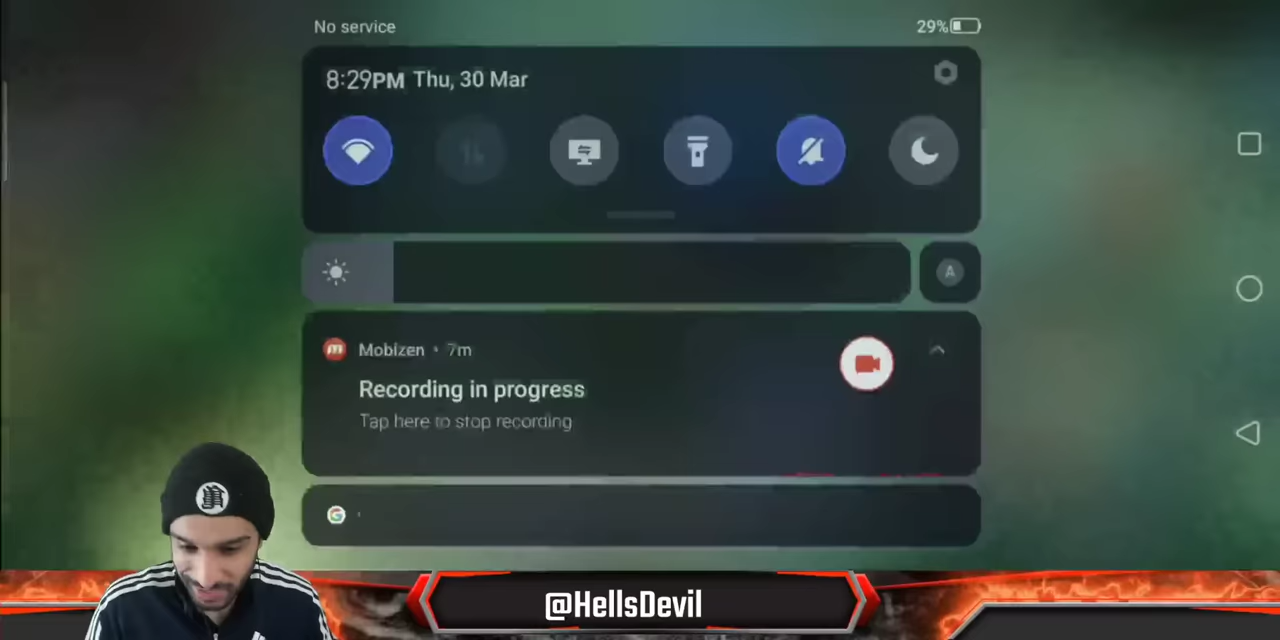 No service
29%
8:29PM Thu, 30 Mar
A
Mobizen • 7m
Recording in progress
Tap here to stop recording
@HellsDevil